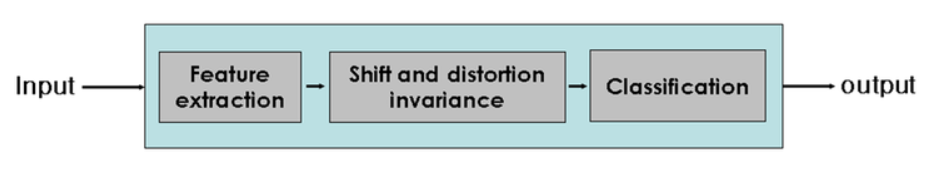 Input
Feature
extraction
Shift and distortion
invariance
Classification
output